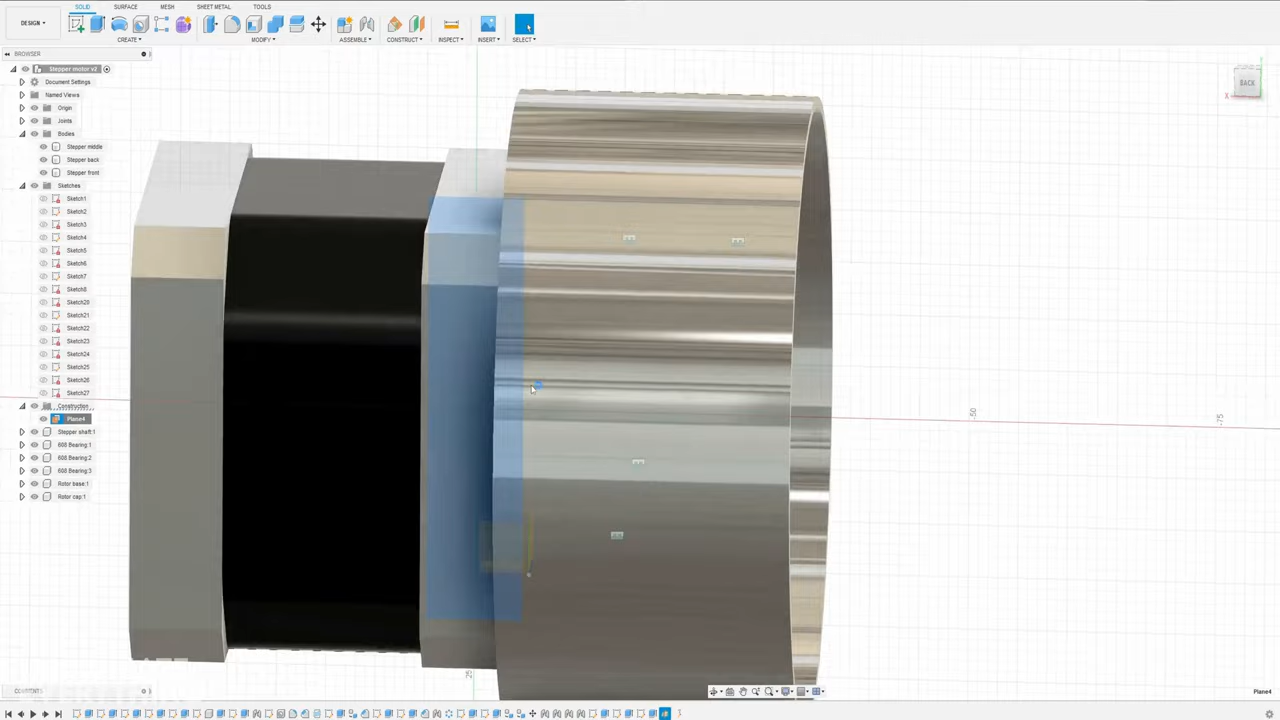 SOLID SURFACE MESH SHEET METAL TOOLS
DESIGN ▾
CREATE ▾ MODIFY ▾ ASSEMBLE ▾ CONSTRUCT ▾ INSPECT ▾ INSERT ▾ SELECT ▾
BROWSER
Stepper motor v2
Document Settings
Named Views
Origin
Joints
Bodies
Stepper middle
Stepper back
Stepper front
Sketches
Sketch1
Sketch2
Sketch3
Sketch4
Sketch5
Sketch6
Sketch7
Sketch8
Sketch20
Sketch21
Sketch22
Sketch23
Sketch24
Sketch25
Sketch26
Sketch27
Construction
Plane4
Stepper shaft:1
608 Bearing:1
608 Bearing:2
608 Bearing:3
Rotor base:1
Rotor cap:1
BACK
X
-50
-75
25
COMMENTS
Plane4